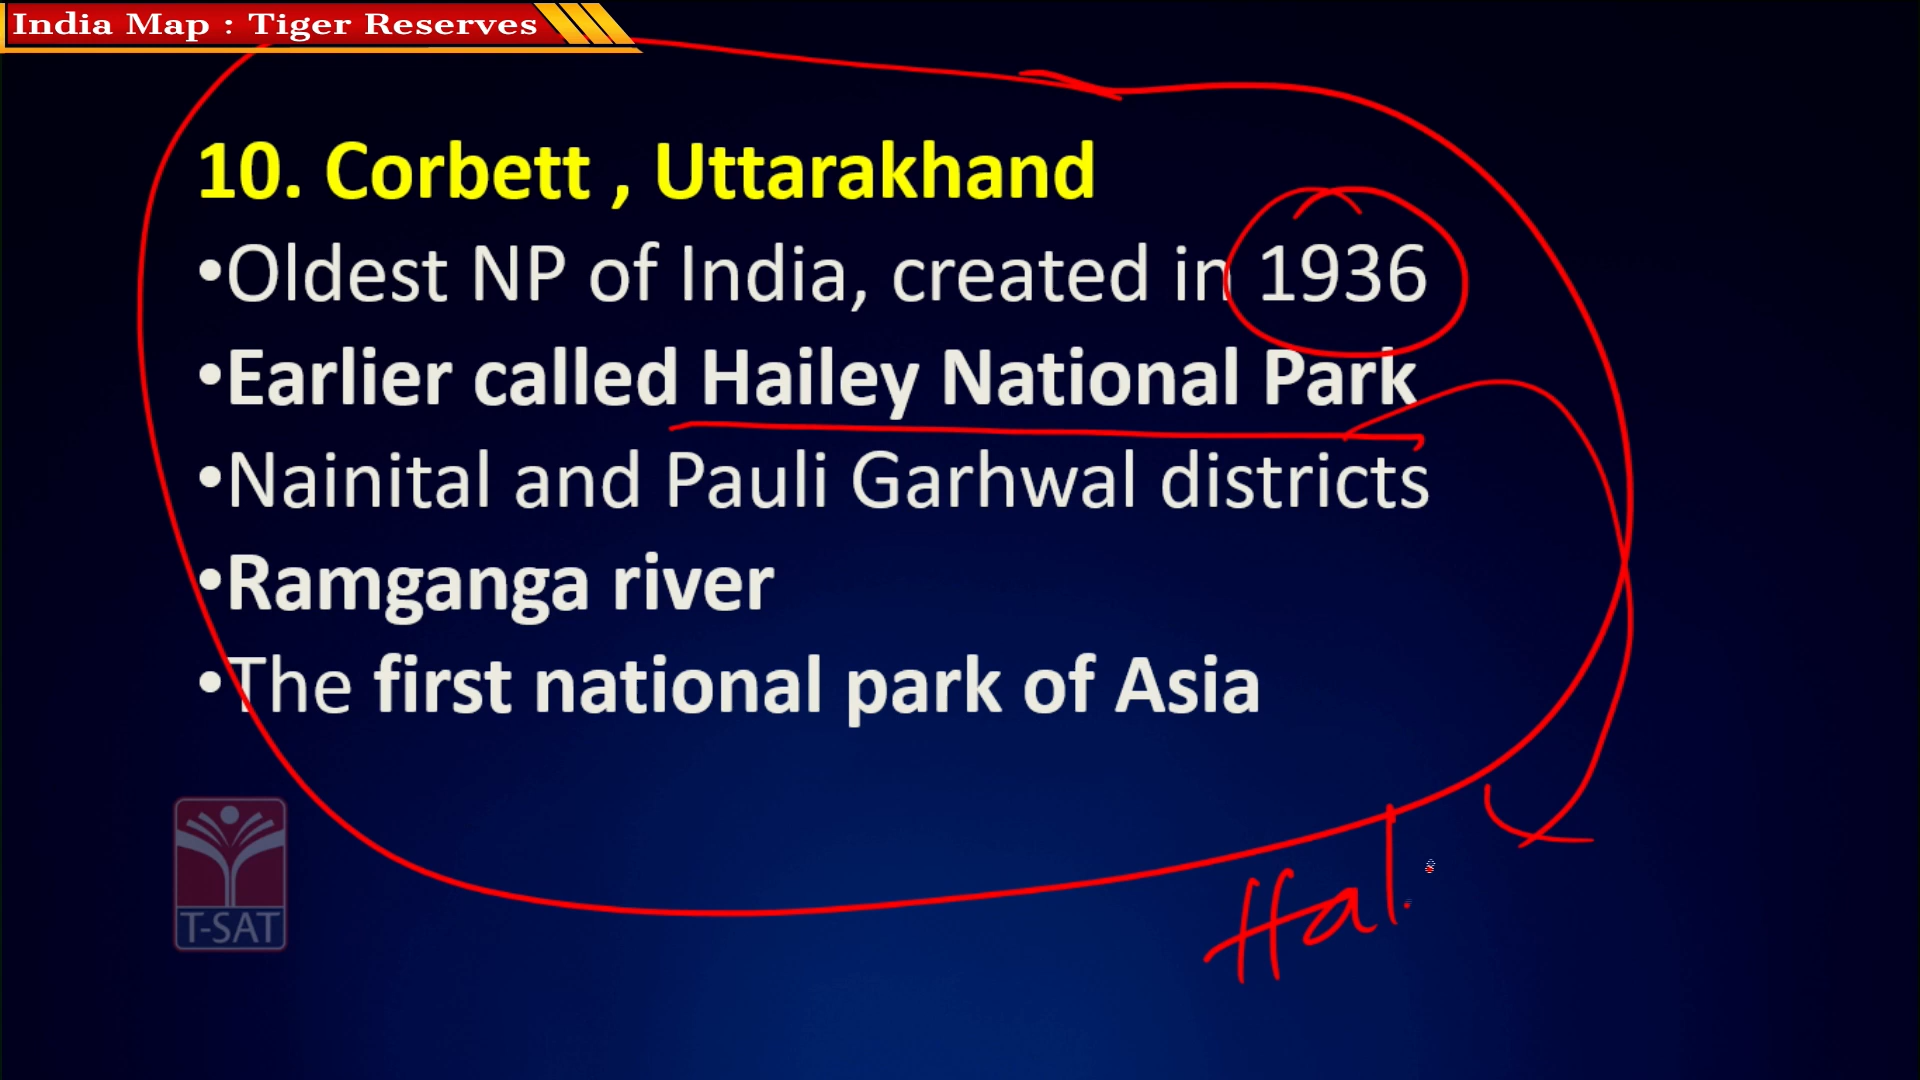 India Map : Tiger Reserves
10. Corbett , Uttarakhand
•Oldest NP of India, created in 1936
•Earlier called Hailey National Park
•Nainital and Pauli Garhwal districts
•Ramganga river
•The first national park of Asia
Hal
T-SAT